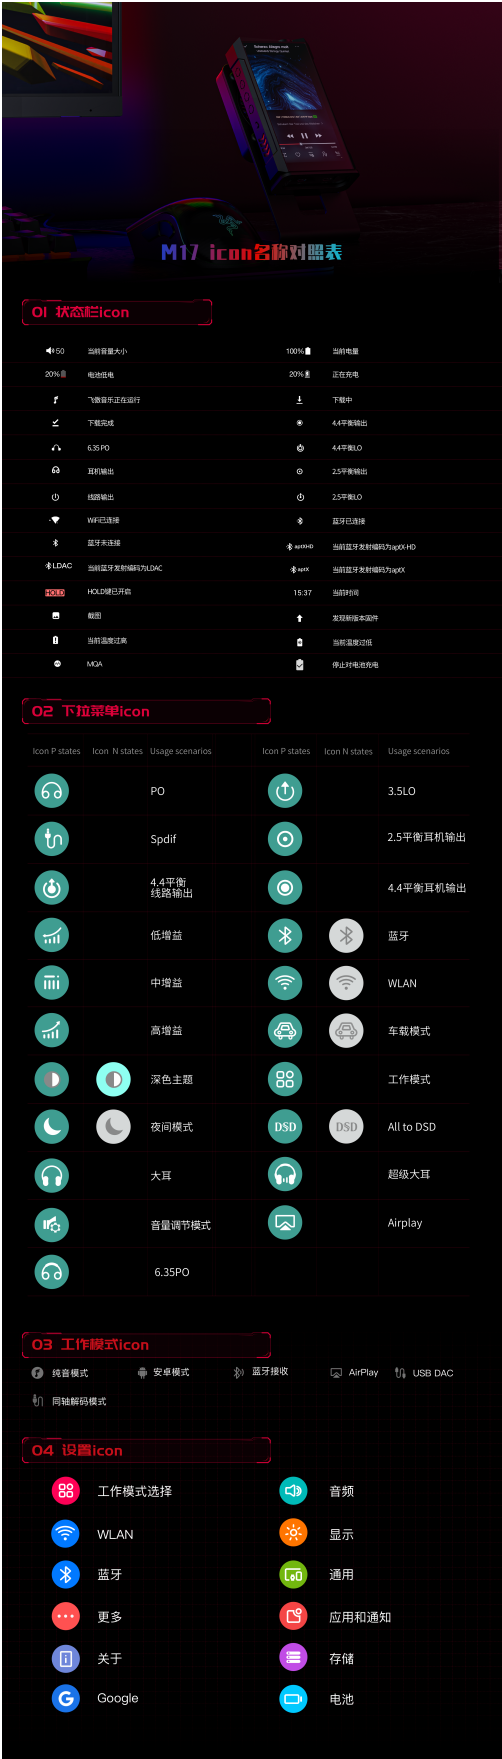 M17 icon名称对照表
01 状态栏icon
50 当前音量大小 100% 当前电量
20% 电池低电 20% 正在充电
飞傲音乐正在运行 下载中
下载完成 4.4平衡输出
6.35 PO 4.4平衡LO
耳机输出 2.5平衡输出
线路输出 2.5平衡LO
WiFi已连接 蓝牙已连接
蓝牙未连接 aptXHD 当前蓝牙发射编码为aptX-HD
LDAC 当前蓝牙发射编码为LDAC aptX 当前蓝牙发射编码为aptX
HOLD HOLD键已开启 15:37 当前时间
截图 发现新版本固件
当前温度过高 当前温度过低
MQA 停止对电池充电
02 下拉菜单icon
Icon P states Icon N states Usage scenarios Icon P states Icon N states Usage scenarios
PO 3.5LO
Spdif 2.5平衡耳机输出
4.4平衡
线路输出 4.4平衡耳机输出
低增益 蓝牙
中增益 WLAN
高增益 车载模式
深色主题 工作模式
夜间模式 DSD DSD All to DSD
大耳 超级大耳
音量调节模式 Airplay
6.35PO
03 工作模式icon
纯音模式 安卓模式 蓝牙接收 AirPlay USB DAC
同轴解码模式
04 设置icon
工作模式选择 音频
WLAN 显示
蓝牙 通用
更多 应用和通知
关于 存储
Google 电池